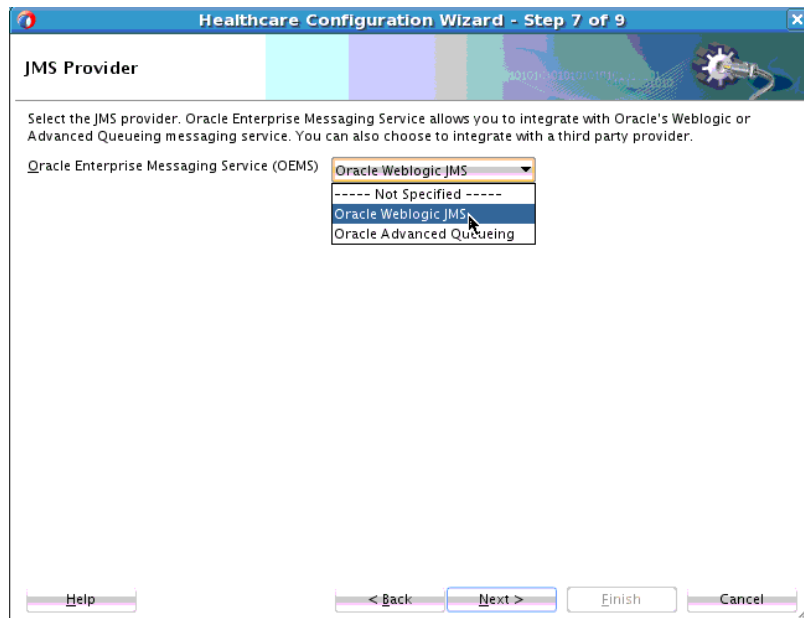 Healthcare Configuration Wizard - Step 7 of 9
JMS Provider
Select the JMS provider. Oracle Enterprise Messaging Service allows you to integrate with Oracle's Weblogic or
Advanced Queueing messaging service. You can also choose to integrate with a third party provider.
Oracle Enterprise Messaging Service (OEMS)
Oracle Weblogic JMS
----- Not Specified -----
Oracle Weblogic JMS
Oracle Advanced Queueing
Help
< Back
Next >
Finish
Cancel